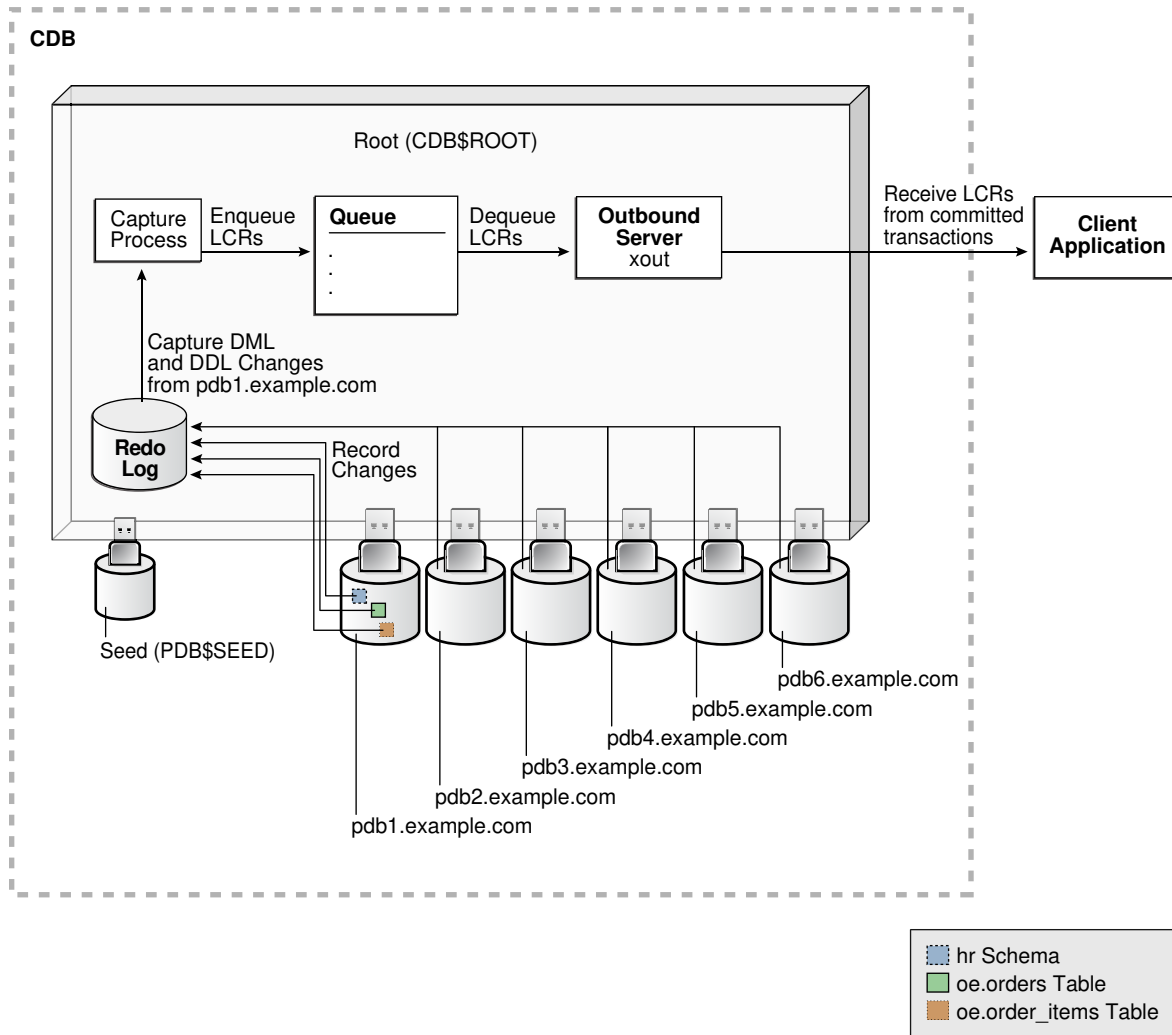 CDB
Root (CDB$ROOT)
Capture
Process
Enqueue
LCRs
Queue
.
.
.
Dequeue
LCRs
Outbound
Server
xout
Receive LCRs
from committed
transactions
Client
Application
Capture DML
and DDL Changes
from pdb1.example.com
Redo
Log
Record
Changes
Seed (PDB$SEED)
pdb6.example.com
pdb5.example.com
pdb4.example.com
pdb3.example.com
pdb2.example.com
pdb1.example.com
hr Schema
oe.orders Table
oe.order_items Table